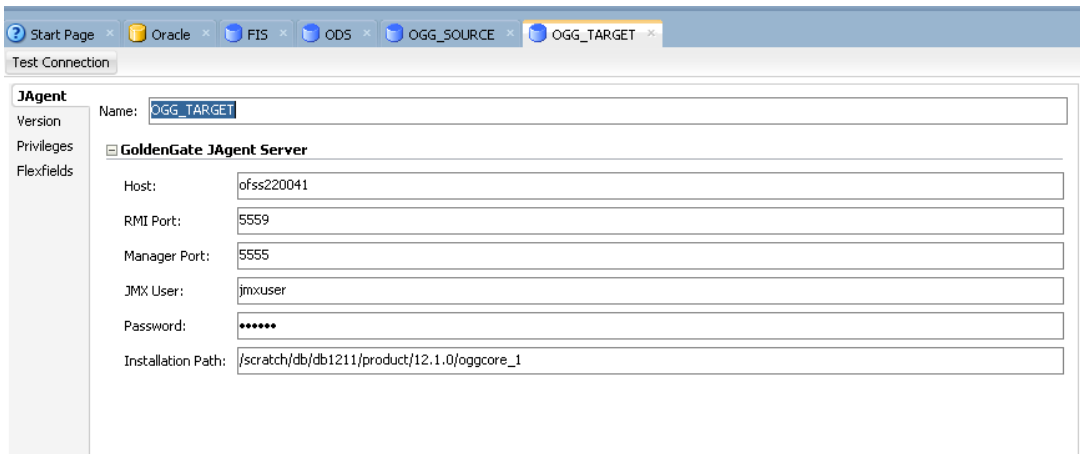 Start Page Oracle FIS ODS OGG_SOURCE OGG_TARGET
Test Connection
JAgent
Version
Privileges
Flexfields
Name: OGG_TARGET
GoldenGate JAgent Server
Host: ofss220041
RMI Port: 5559
Manager Port: 5555
JMX User: jmxuser
Password: ••••••
Installation Path: /scratch/db/db1211/product/12.1.0/oggcore_1